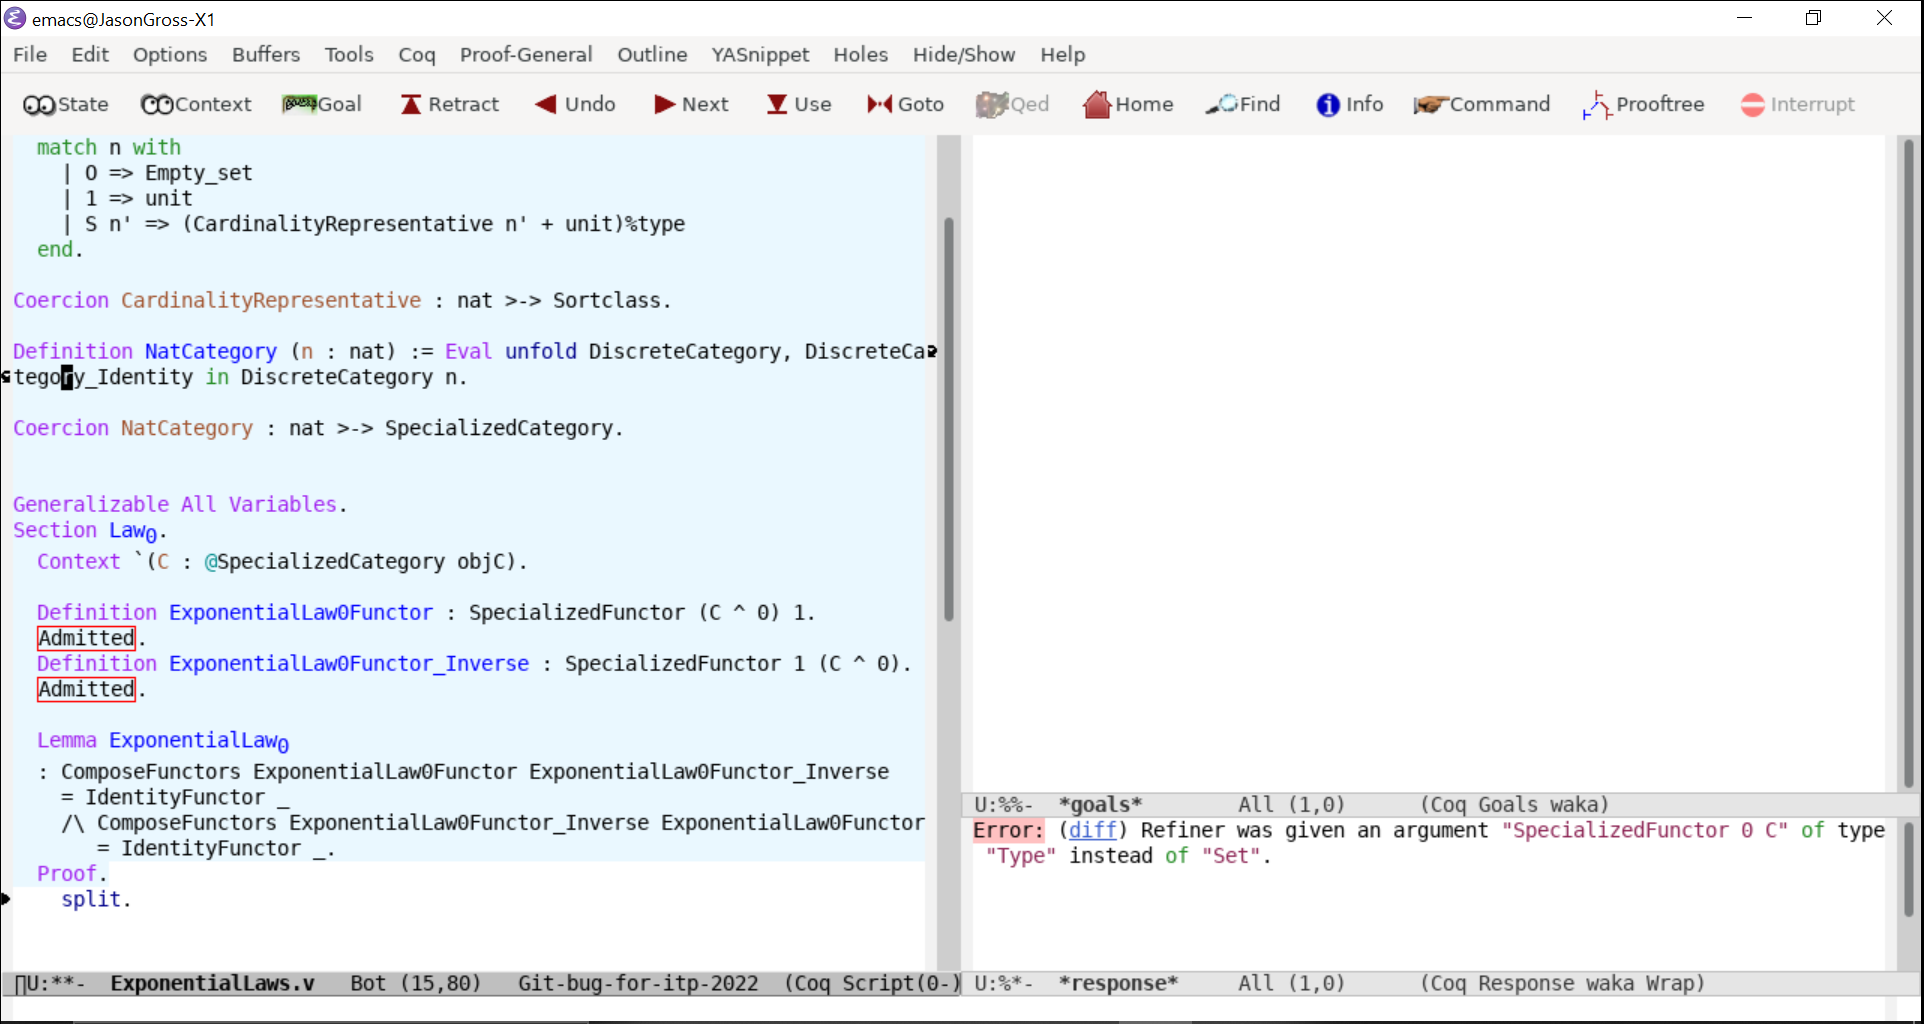 emacs@JasonGross-X1
File Edit Options Buffers Tools Coq Proof-General Outline YASnippet Holes Hide/Show Help
State Context Goal Retract Undo Next Use Goto Qed Home Find Info Command Prooftree Interrupt
match n with
| O => Empty_set
| 1 => unit
| S n' => (CardinalityRepresentative n' + unit)%type
end.
Coercion CardinalityRepresentative : nat >-> Sortclass.
Definition NatCategory (n : nat) := Eval unfold DiscreteCategory, DiscreteCa
tegory_Identity in DiscreteCategory n.
Coercion NatCategory : nat >-> SpecializedCategory.
Generalizable All Variables.
Section Law₀.
Context `(C : @SpecializedCategory objC).
Definition ExponentialLaw0Functor : SpecializedFunctor (C ^ 0) 1.
Admitted.
Definition ExponentialLaw0Functor_Inverse : SpecializedFunctor 1 (C ^ 0).
Admitted.
Lemma ExponentialLaw₀
: ComposeFunctors ExponentialLaw0Functor ExponentialLaw0Functor_Inverse
= IdentityFunctor _
/\ ComposeFunctors ExponentialLaw0Functor_Inverse ExponentialLaw0Functor
= IdentityFunctor _.
Proof.
split.
U:**- ExponentialLaws.v Bot (15,80) Git-bug-for-itp-2022 (Coq Script(0-)
U:%%- *goals* All (1,0) (Coq Goals waka)
Error: (diff) Refiner was given an argument "SpecializedFunctor 0 C" of type
"Type" instead of "Set".
U:%*- *response* All (1,0) (Coq Response waka Wrap)